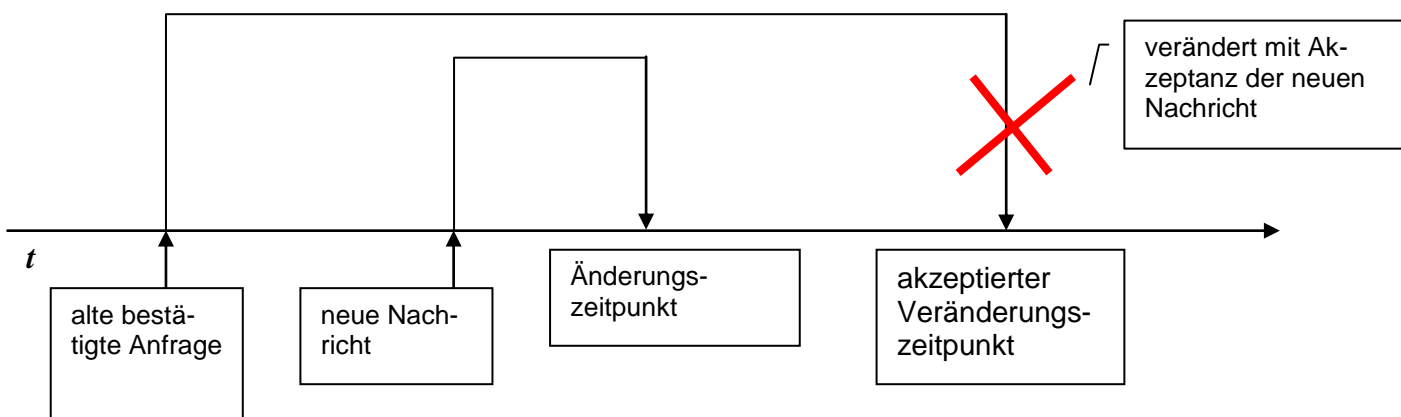 verändert mit Ak-
zeptanz der neuen
Nachricht
t
Änderungs-
zeitpunkt
akzeptierter
Veränderungs-
zeitpunkt
alte bestä-
tigte Anfrage
neue Nach-
richt